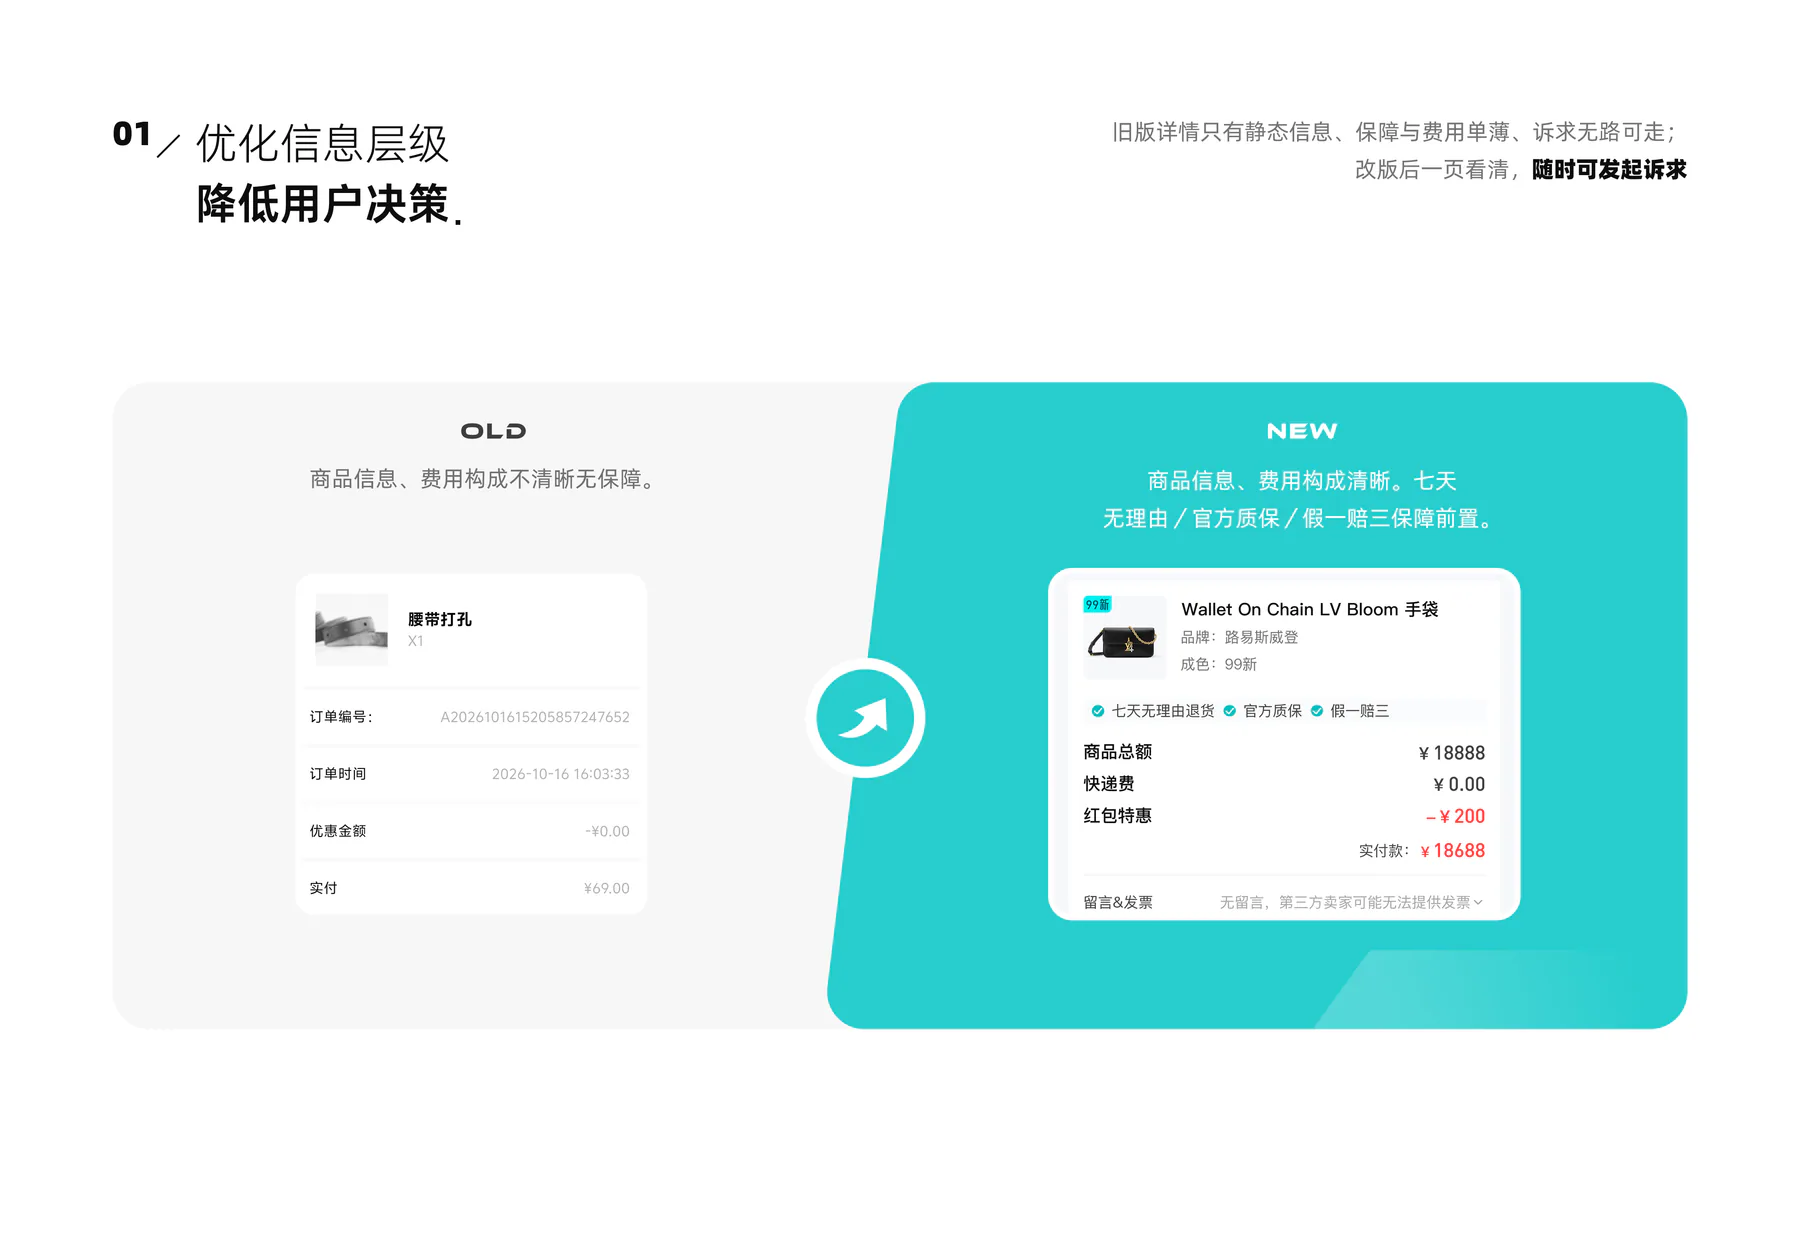 01 / 优化信息层级
降低用户决策.
旧版详情只有静态信息、保障与费用单薄、诉求无路可走；
改版后一页看清，随时可发起诉求
OLD
商品信息、费用构成不清晰无保障。
腰带打孔
X1
订单编号：  A2026101615205857247652
订单时间  2026-10-16 16:03:33
优惠金额  -¥0.00
实付  ¥69.00
NEW
商品信息、费用构成清晰。七天
无理由/官方质保/假一赔三保障前置。
99新
Wallet On Chain LV Bloom 手袋
品牌：路易斯威登
成色：99新
七天无理由退货 官方质保 假一赔三
商品总额  ¥18888
快递费  ¥0.00
红包特惠  -¥200
实付款：¥18688
留言&发票  无留言，第三方卖家可能无法提供发票